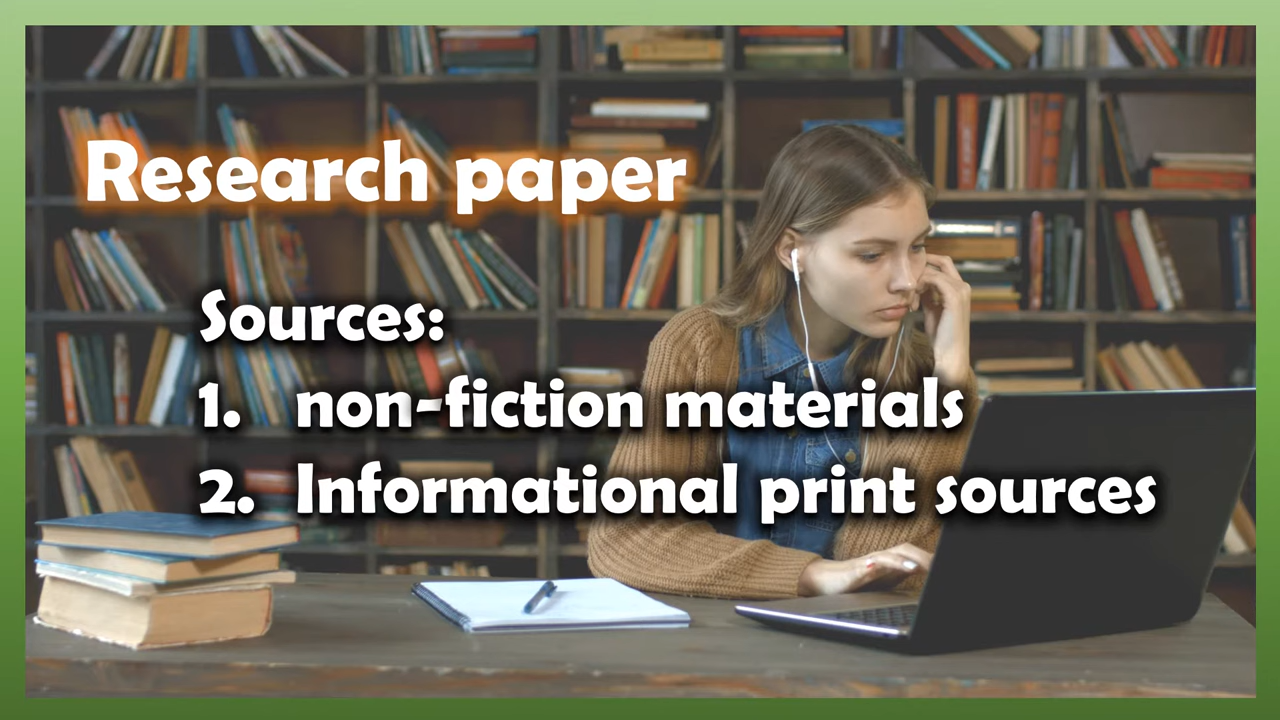 Research paper
Sources:
1. non-fiction materials
2. Informational print sources